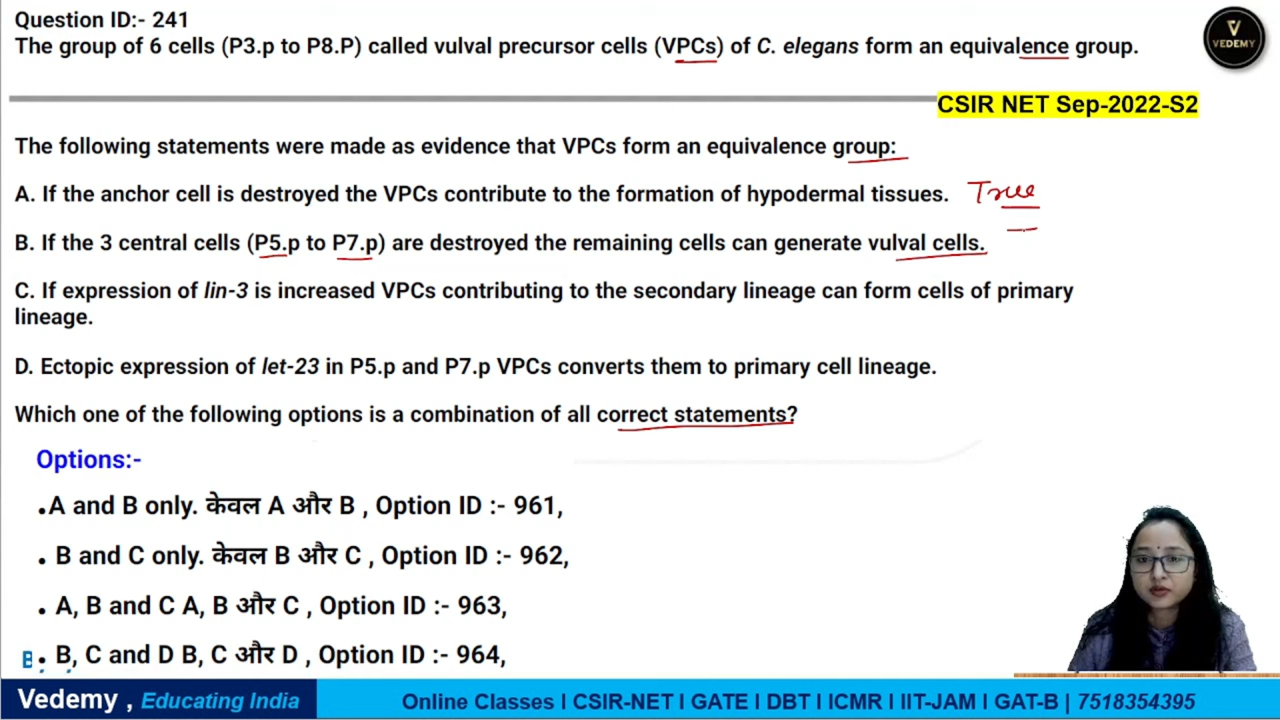 Question ID:- 241
The group of 6 cells (P3.p to P8.P) called vulval precursor cells (VPCs) of C. elegans form an equivalence group.
VEDEMY
CSIR NET Sep-2022-S2
The following statements were made as evidence that VPCs form an equivalence group:
A. If the anchor cell is destroyed the VPCs contribute to the formation of hypodermal tissues. True
B. If the 3 central cells (P5.p to P7.p) are destroyed the remaining cells can generate vulval cells.
C. If expression of lin-3 is increased VPCs contributing to the secondary lineage can form cells of primary
lineage.
D. Ectopic expression of let-23 in P5.p and P7.p VPCs converts them to primary cell lineage.
Which one of the following options is a combination of all correct statements?
Options:-
.A and B only. केवल A और B , Option ID :- 961,
. B and C only. केवल B और C , Option ID :- 962,
. A, B and C A, B और C , Option ID :- 963,
. B, C and D B, C और D , Option ID :- 964,
Vedemy , Educating India
Online Classes I CSIR-NET I GATE I DBT I ICMR I IIT-JAM I GAT-B | 7518354395